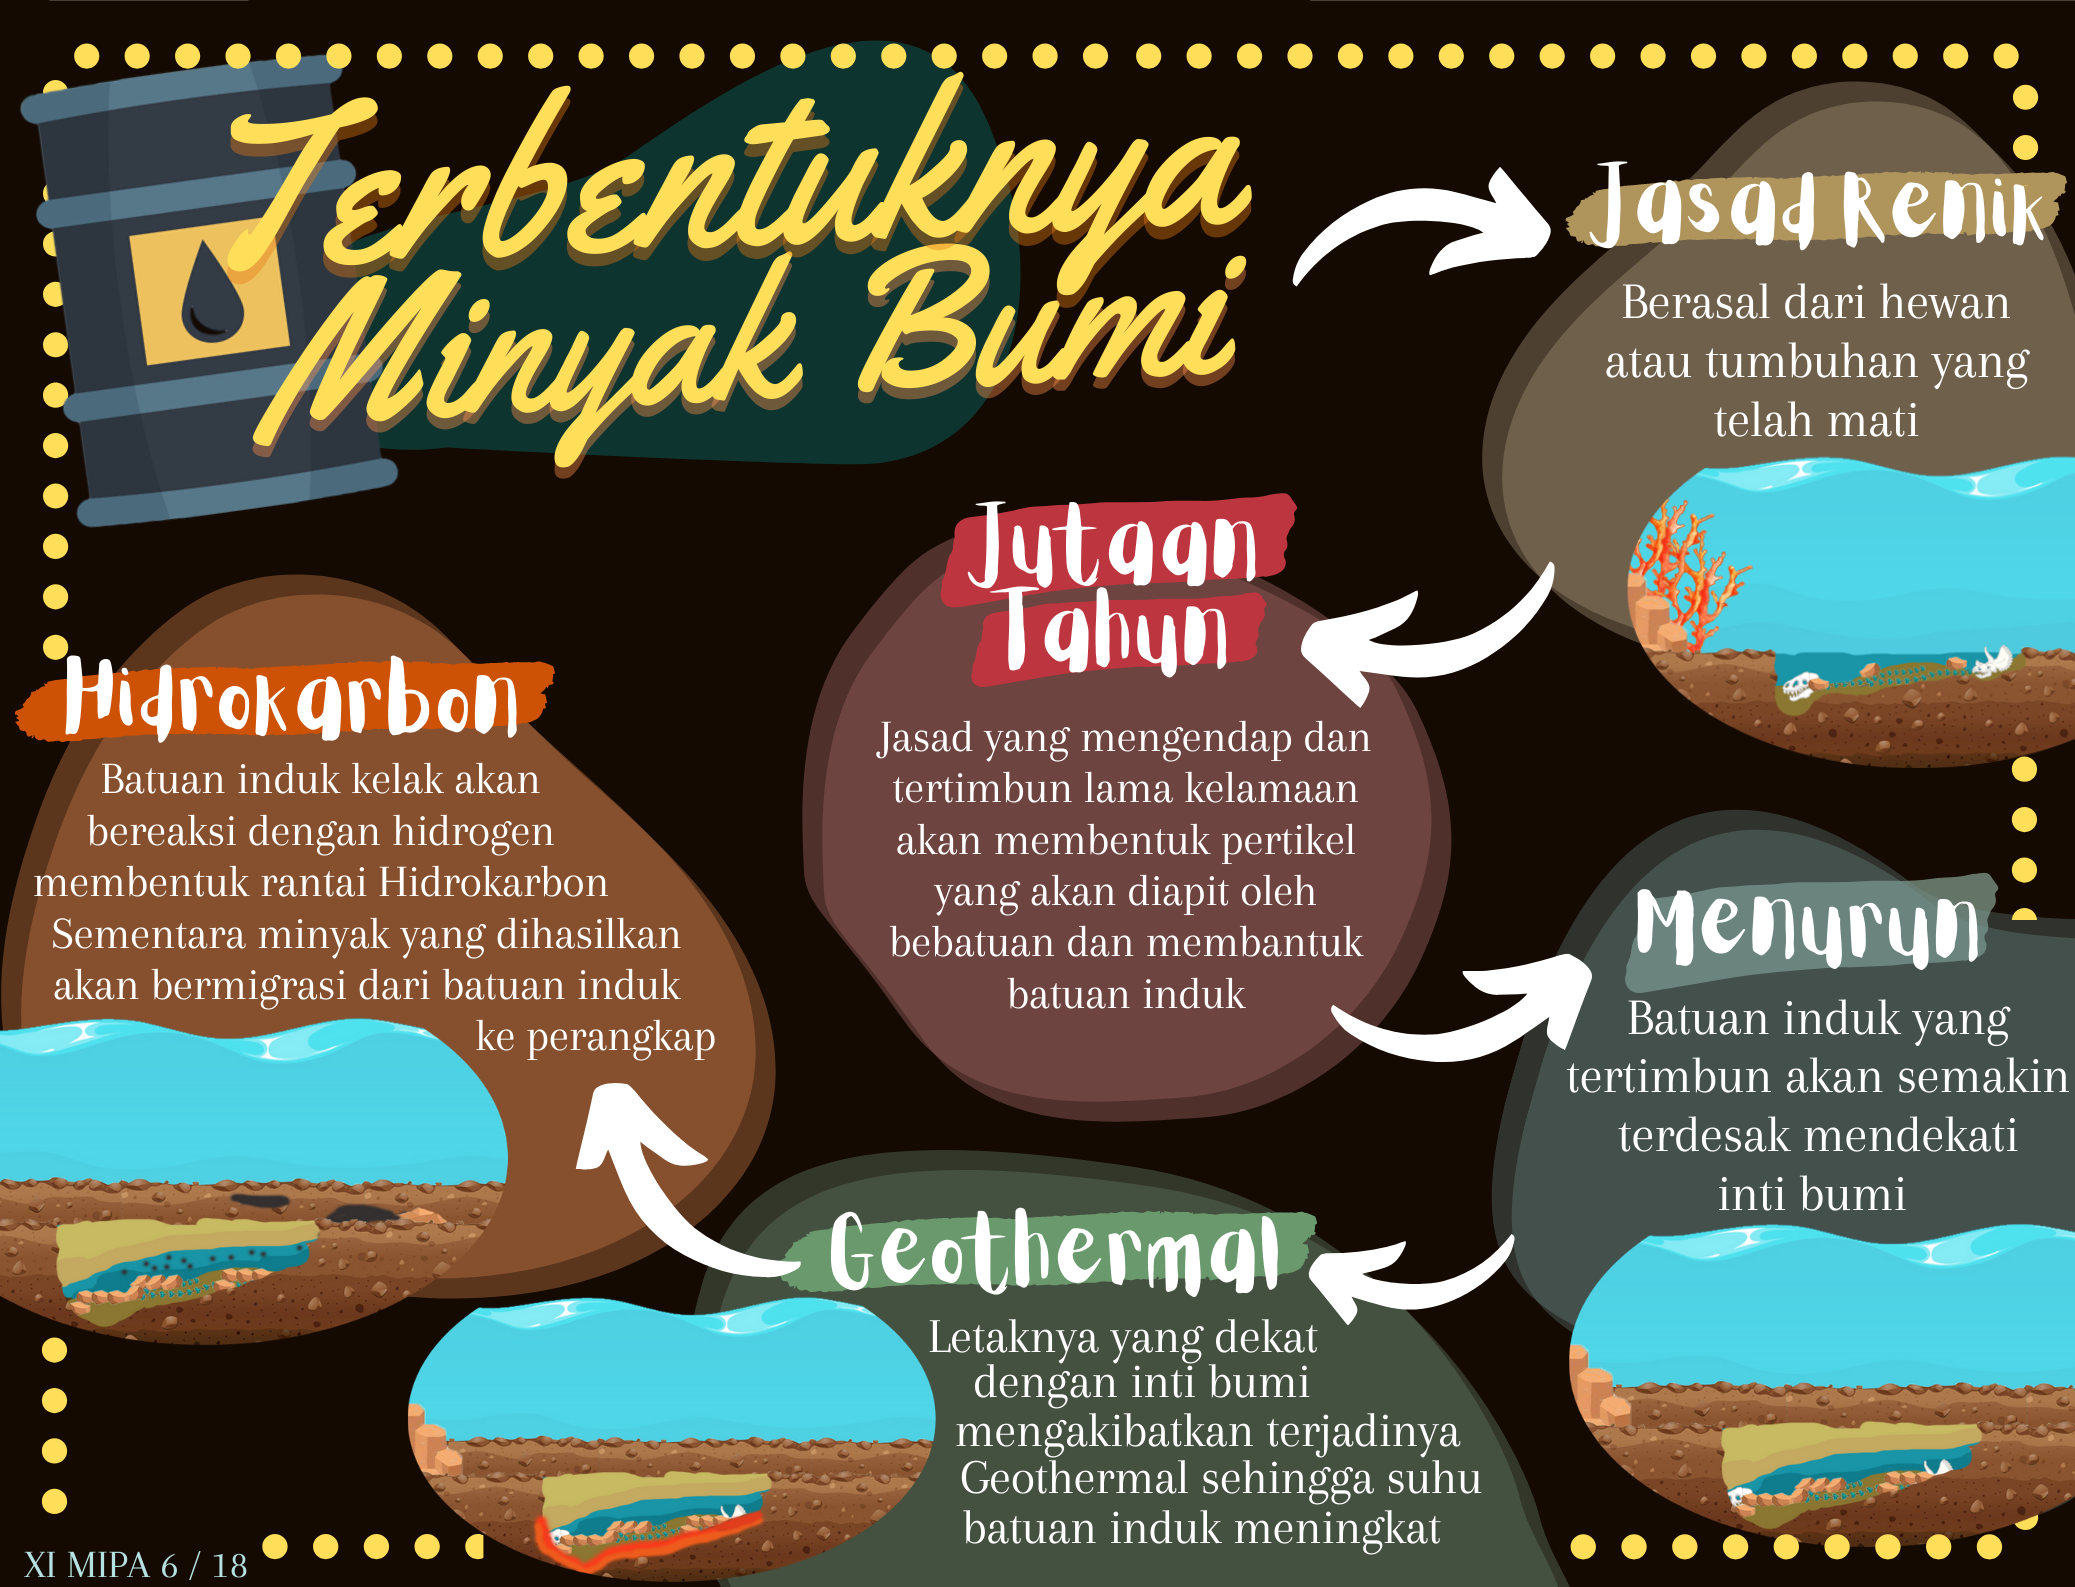 Terbentuknya
Minyak Bumi
Jasad Renik
Berasal dari hewan
atau tumbuhan yang
telah mati
Jutaan
Tahun
Jasad yang mengendap dan
tertimbun lama kelamaan
akan membentuk pertikel
yang akan diapit oleh
bebatuan dan membantuk
batuan induk
Menurun
Batuan induk yang
tertimbun akan semakin
terdesak mendekati
inti bumi
Geothermal
Letaknya yang dekat
dengan inti bumi
mengakibatkan terjadinya
Geothermal sehingga suhu
batuan induk meningkat
Hidrokarbon
Batuan induk kelak akan
bereaksi dengan hidrogen
membentuk rantai Hidrokarbon
Sementara minyak yang dihasilkan
akan bermigrasi dari batuan induk
ke perangkap
XI MIPA 6 / 18